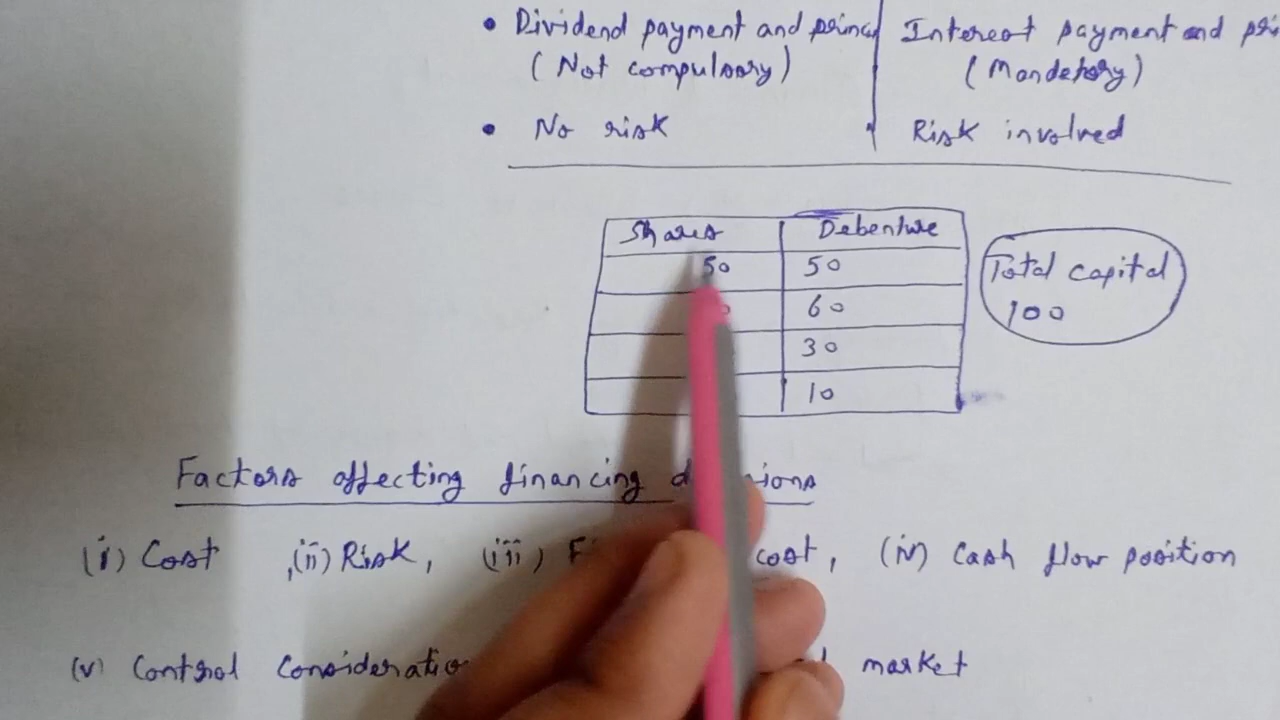 • Dividend payment and princ Interest payment and pri
(Not compulsory) (Mandetory)
• No risk Risk involved
Shares Debenture
50 50
60
30
10
Total capital
100
Factors affecting financing
(i) Cost ,(ii) Risk, (iii) cost, (iv) Cash flow position
(v) Control Consideratio market